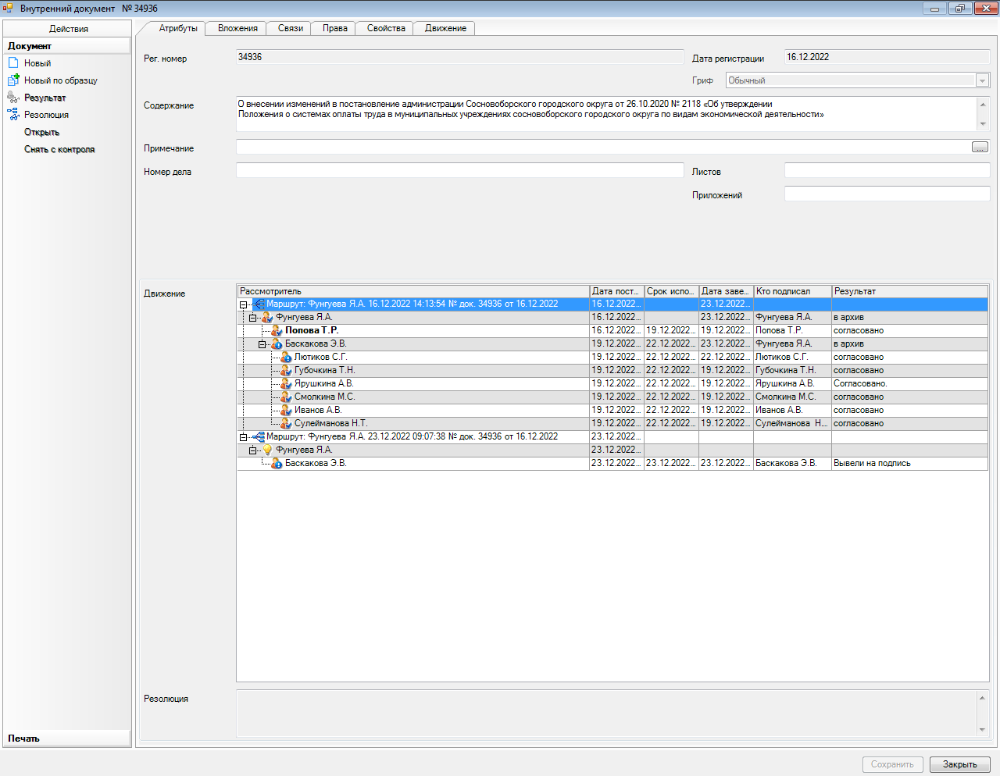 Внутренний документ № 34936
Действия
Документ
Новый
Новый по образцу
Результат
Резолюция
Открыть
Снять с контроля
Печать
Атрибуты Вложения Связи Права Свойства Движение
Рег. номер 34936 Дата регистрации 16.12.2022
Гриф Обычный
Содержание О внесении изменений в постановление администрации Сосновоборского городского округа от 26.10.2020 № 2118 «Об утверждении
Положения о системах оплаты труда в муниципальных учреждениях сосновоборского городского округа по видам экономической деятельности»
Примечание ...
Номер дела Листов
Приложений
Движение
Рассмотритель Дата пост... Срок испо... Дата заве... Кто подписал Результат
Маршрут: Фунгуева Я.А. 16.12.2022 14:13:54 № док. 34936 от 16.12.2022 16.12.2022... 23.12.2022...
Фунгуева Я.А. 16.12.2022... 23.12.2022... Фунгуева Я.А. в архив
Попова Т.Р. 16.12.2022... 19.12.2022... 19.12.2022... Попова Т.Р. согласовано
Баскакова Э.В. 19.12.2022... 22.12.2022... 23.12.2022... Фунгуева Я.А. в архив
Лютиков С.Г. 19.12.2022... 22.12.2022... 22.12.2022... Лютиков С.Г. согласовано
Губочкина Т.Н. 19.12.2022... 22.12.2022... 19.12.2022... Губочкина Т.Н. согласовано
Ярушкина А.В. 19.12.2022... 22.12.2022... 19.12.2022... Ярушкина А.В. Согласовано.
Смолкина М.С. 19.12.2022... 22.12.2022... 19.12.2022... Смолкина М.С. согласовано
Иванов А.В. 19.12.2022... 22.12.2022... 19.12.2022... Иванов А.В. согласовано
Сулейманова Н.Т. 19.12.2022... 22.12.2022... 19.12.2022... Сулейманова Н.... согласовано
Маршрут: Фунгуева Я.А. 23.12.2022 09:07:38 № док. 34936 от 16.12.2022 23.12.2022...
Фунгуева Я.А. 23.12.2022...
Баскакова Э.В. 23.12.2022... 23.12.2022... 23.12.2022... Баскакова Э.В. Вывели на подпись
Резолюция
Сохранить Закрыть